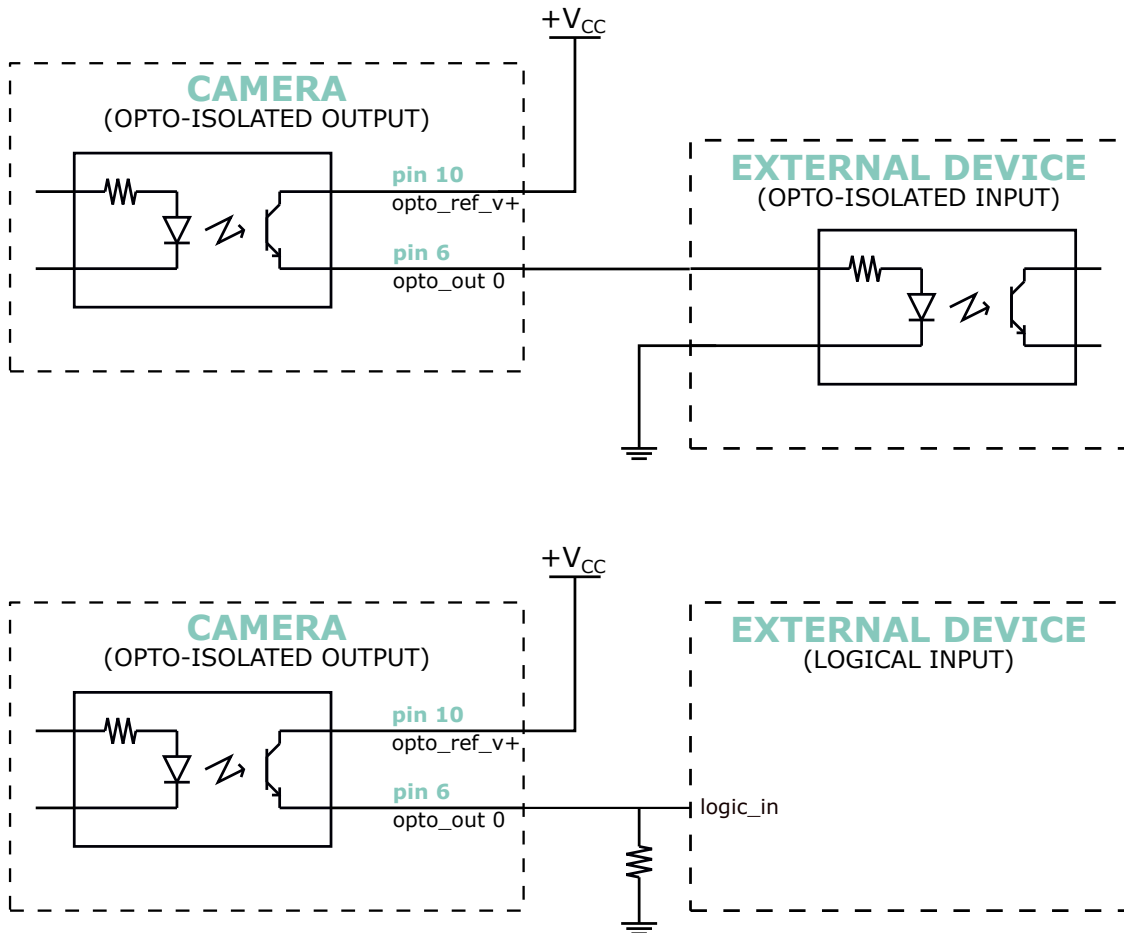 +VCC
CAMERA
(OPTO-ISOLATED OUTPUT)
pin 10
opto_ref_v+
pin 6
opto_out 0
EXTERNAL DEVICE
(OPTO-ISOLATED INPUT)
+VCC
CAMERA
(OPTO-ISOLATED OUTPUT)
pin 10
opto_ref_v+
pin 6
opto_out 0
EXTERNAL DEVICE
(LOGICAL INPUT)
logic_in